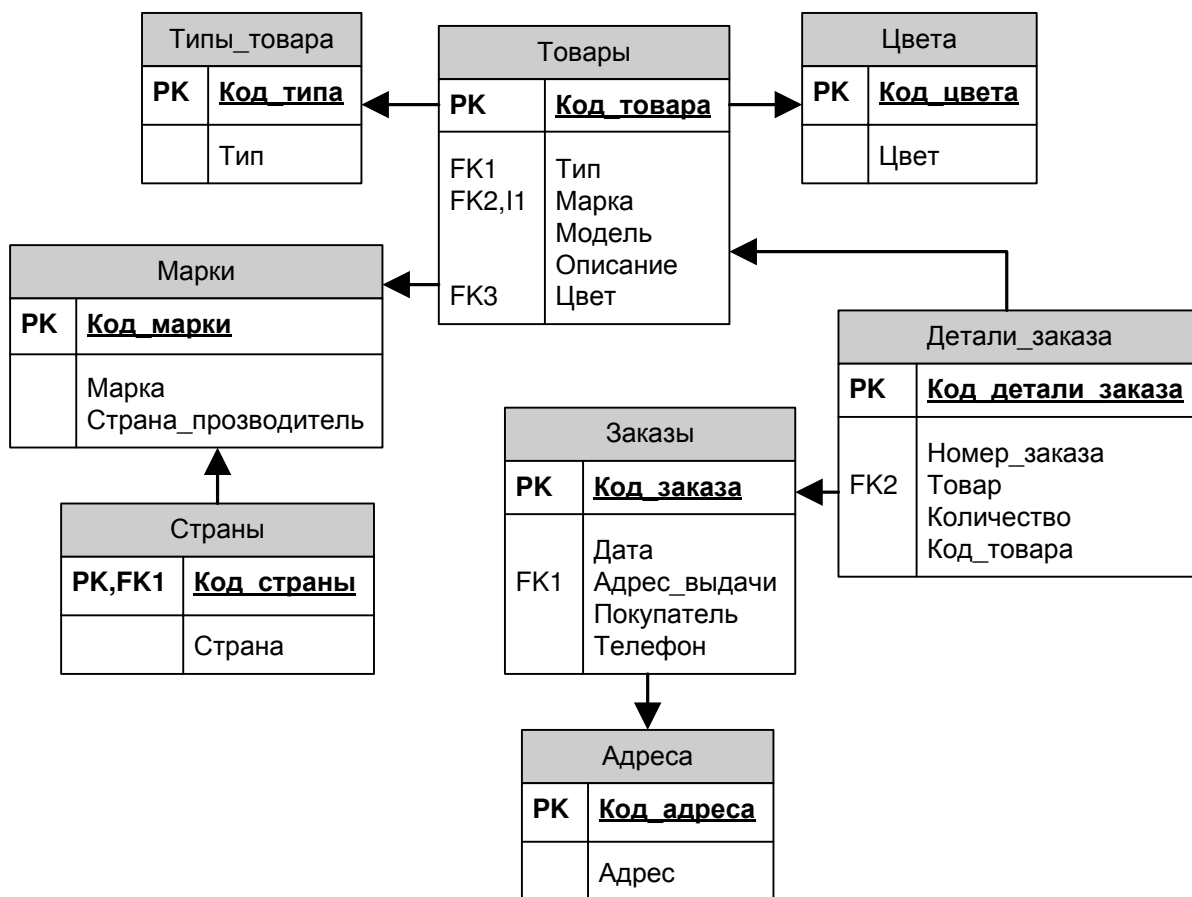 Типы_товара
PK Код_типа
Тип
Товары
PK Код_товара
FK1 Тип
FK2,I1 Марка
Модель
Описание
FK3 Цвет
Цвета
PK Код_цвета
Цвет
Марки
PK Код_марки
Марка
Страна_прозводитель
Детали_заказа
PK Код_детали_заказа
Номер_заказа
FK2 Товар
Количество
Код_товара
Заказы
PK Код_заказа
Дата
FK1 Адрес_выдачи
Покупатель
Телефон
Страны
PK,FK1 Код_страны
Страна
Адреса
PK Код_адреса
Адрес